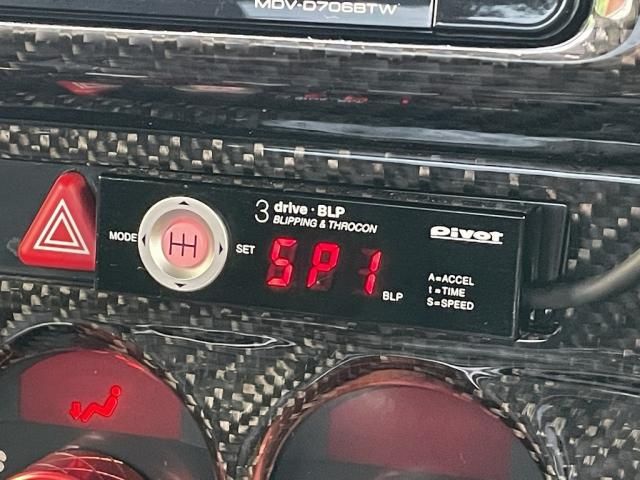 MDV-D706BTW
3 drive・BLP
BLIPPING & THROCON
Pivot
MODE
SET
SP1
BLP
A=ACCEL
t=TIME
S=SPEED